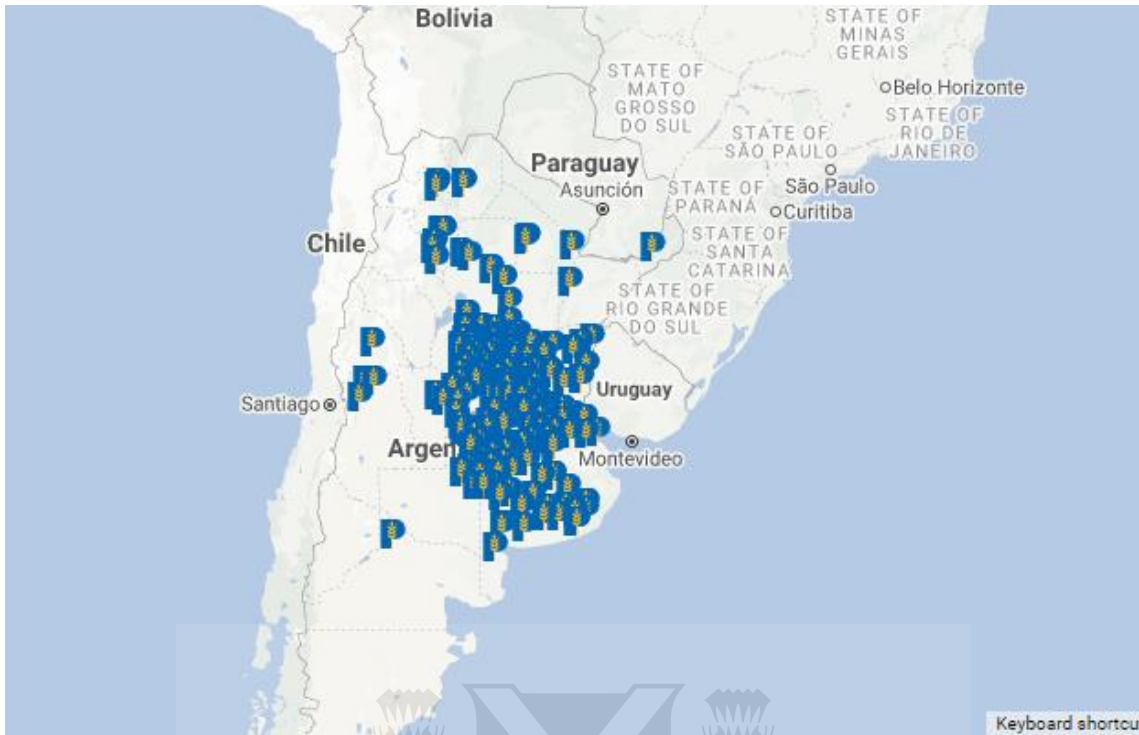 Bolivia
STATE OF
MINAS
GERAIS
STATE OF
MATO
GROSSO
DO SUL
Belo Horizonte
STATE OF
RIO DE
JANEIRO
STATE OF
SÃO PAULO
Paraguay
Asunción
São Paulo
STATE OF
PARANÁ
Curitiba
Chile
STATE OF
SANTA
CATARINA
STATE OF
RIO GRANDE
DO SUL
Santiago
Uruguay
Argen
Montevideo
Keyboard shortcu